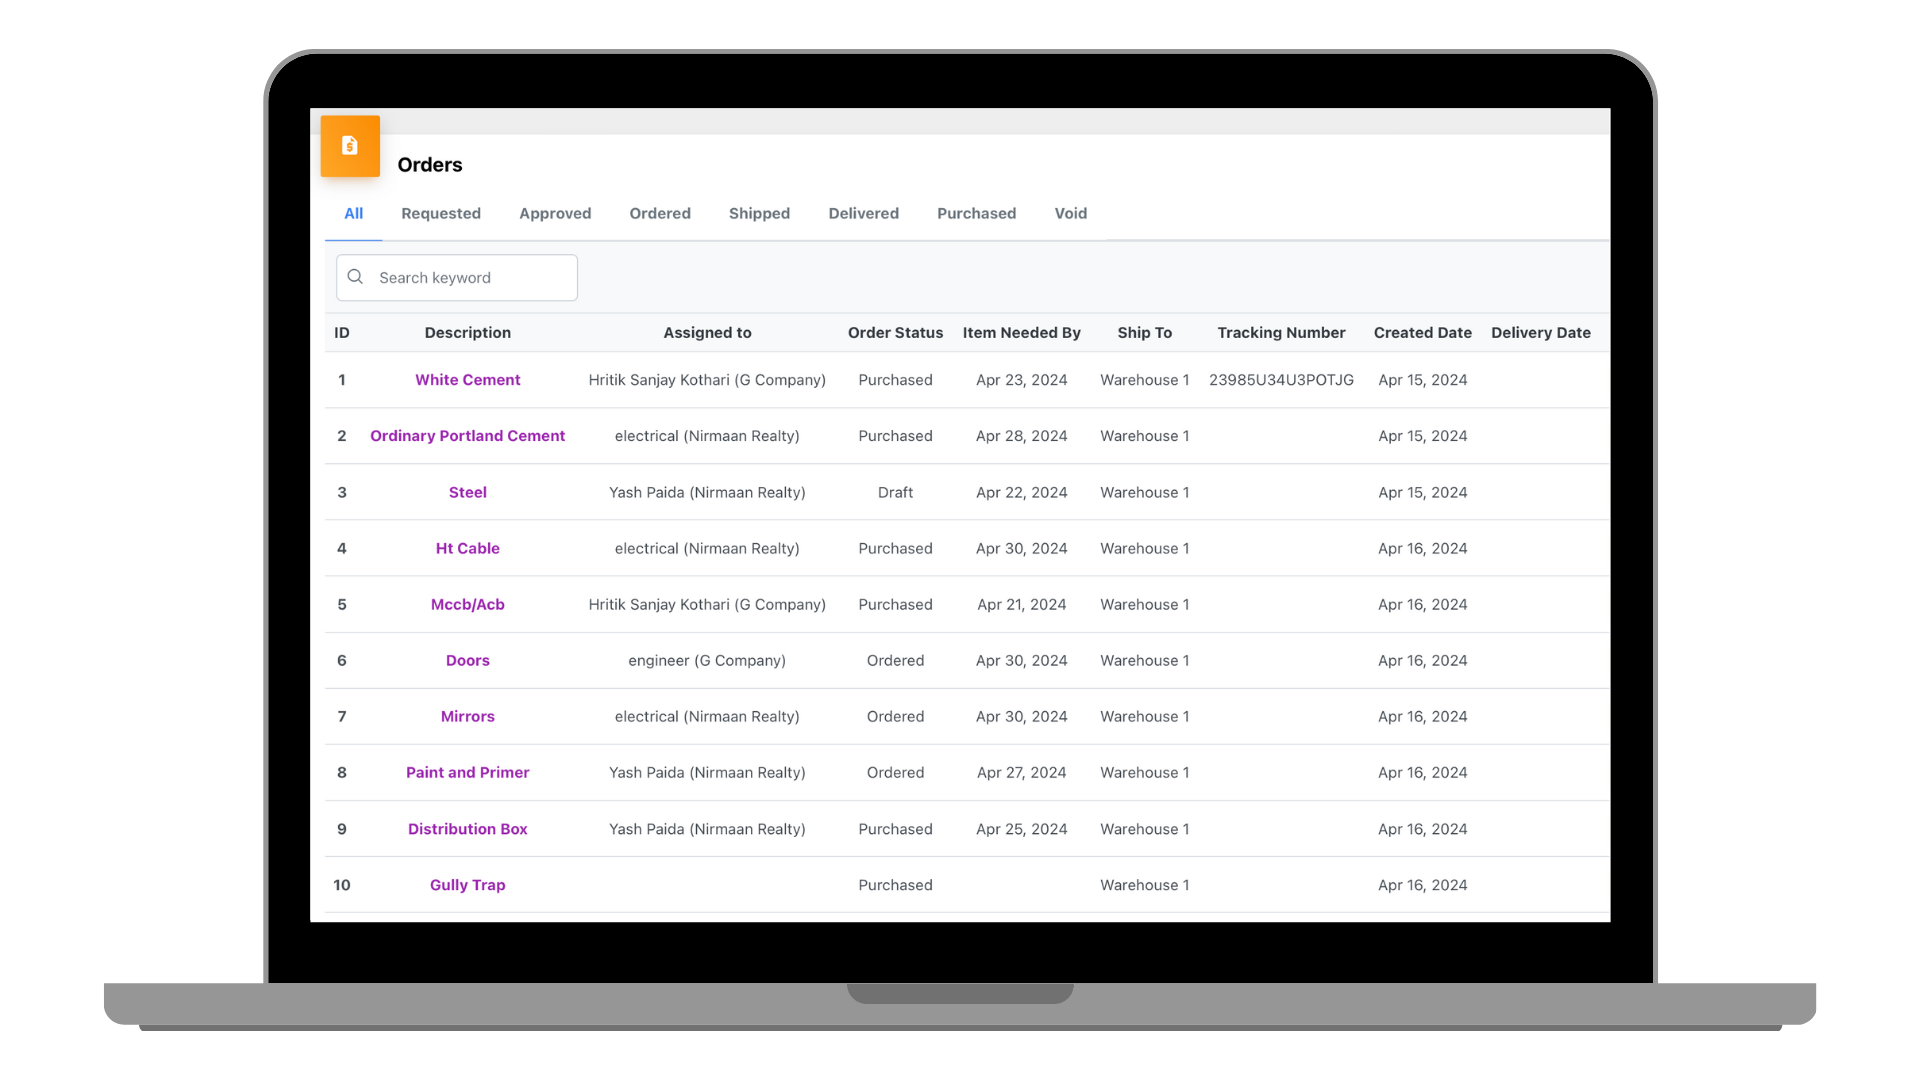 Orders
All Requested Approved Ordered Shipped Delivered Purchased Void
Search keyword
ID Description Assigned to Order Status Item Needed By Ship To Tracking Number Created Date Delivery Date
1 White Cement Hritik Sanjay Kothari (G Company) Purchased Apr 23, 2024 Warehouse 1 23985U34U3POTJG Apr 15, 2024
2 Ordinary Portland Cement electrical (Nirmaan Realty) Purchased Apr 28, 2024 Warehouse 1 Apr 15, 2024
3 Steel Yash Paida (Nirmaan Realty) Draft Apr 22, 2024 Warehouse 1 Apr 15, 2024
4 Ht Cable electrical (Nirmaan Realty) Purchased Apr 30, 2024 Warehouse 1 Apr 16, 2024
5 Mccb/Acb Hritik Sanjay Kothari (G Company) Purchased Apr 21, 2024 Warehouse 1 Apr 16, 2024
6 Doors engineer (G Company) Ordered Apr 30, 2024 Warehouse 1 Apr 16, 2024
7 Mirrors electrical (Nirmaan Realty) Ordered Apr 30, 2024 Warehouse 1 Apr 16, 2024
8 Paint and Primer Yash Paida (Nirmaan Realty) Ordered Apr 27, 2024 Warehouse 1 Apr 16, 2024
9 Distribution Box Yash Paida (Nirmaan Realty) Purchased Apr 25, 2024 Warehouse 1 Apr 16, 2024
10 Gully Trap Purchased Warehouse 1 Apr 16, 2024